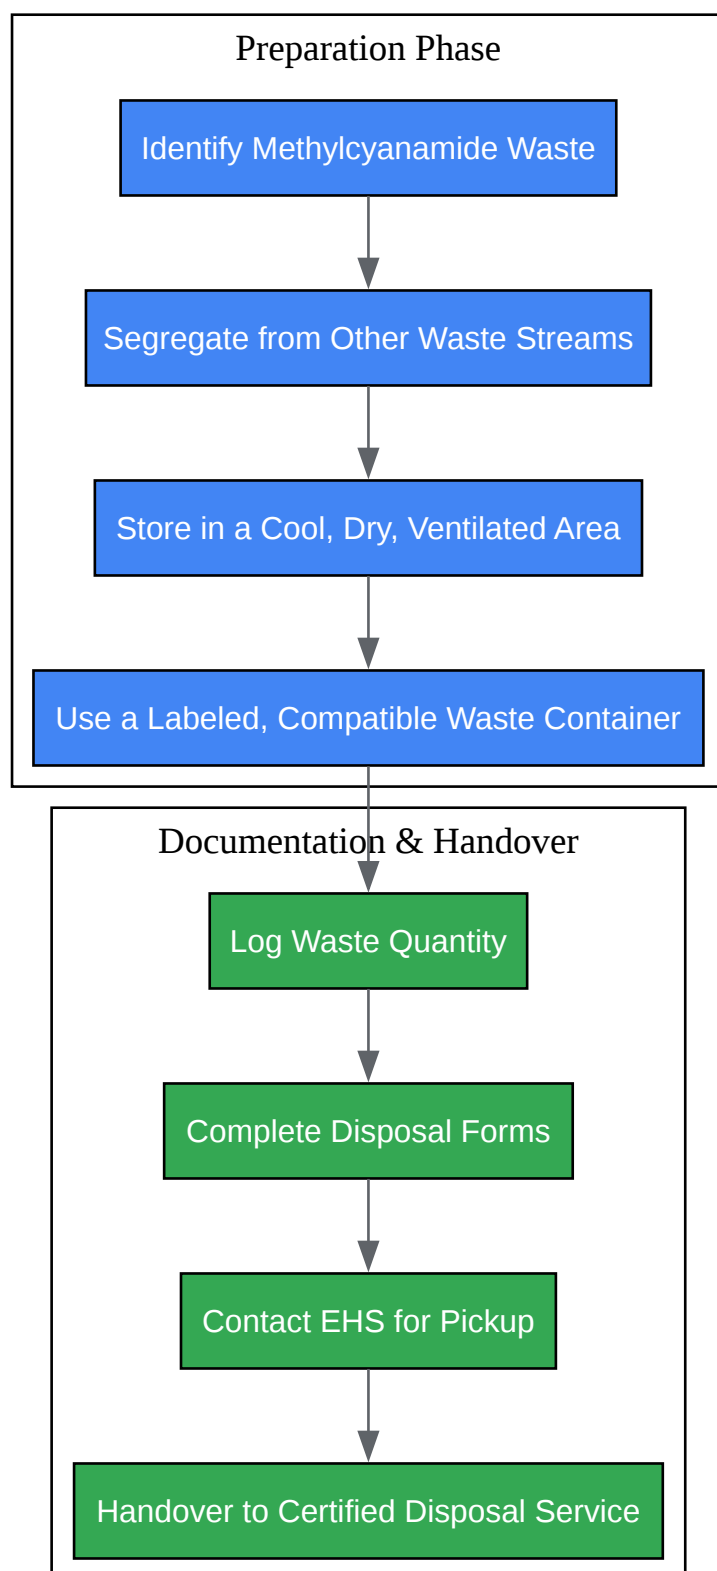 Preparation Phase
Identify Methylcyanamide Waste
Segregate from Other Waste Streams
Store in a Cool, Dry, Ventilated Area
Use a Labeled, Compatible Waste Container
Documentation & Handover
Log Waste Quantity
Complete Disposal Forms
Contact EHS for Pickup
Handover to Certified Disposal Service